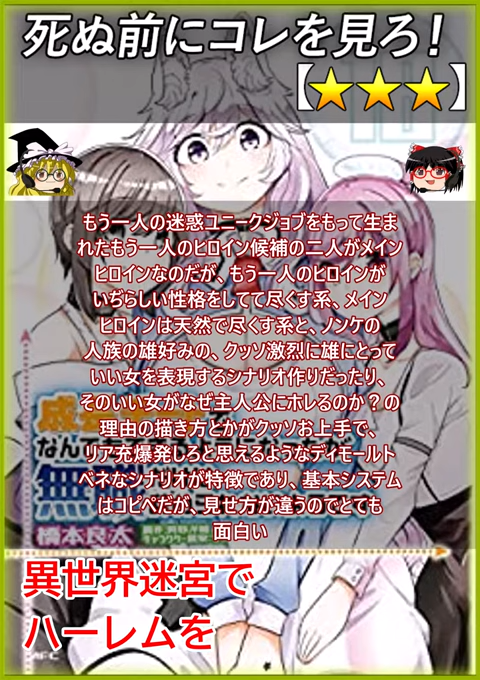 死ぬ前にコレを見ろ!
【★★★】
もう一人の迷惑ユニークジョブをもって生ま
れたもう一人のヒロイン候補の二人がメイン
ヒロインなのだが、もう一人のヒロインが
いぢらしい性格をしてて尽くす系、メイン
ヒロインは天然で尽くす系と、ノンケの
人族の雄好みの、クッソ激烈に雄にとって
いい女を表現するシナリオ作りだったり、
そのいい女がなぜ主人公にホレるのか?の
理由の描き方とかがクッソお上手で、
リア充爆発しろと思えるようなディモールト
ベネなシナリオが特徴であり、基本システム
はコピペだが、見せ方が違うのでとても
面白い
橋本良太
異世界迷宮で
ハーレムを